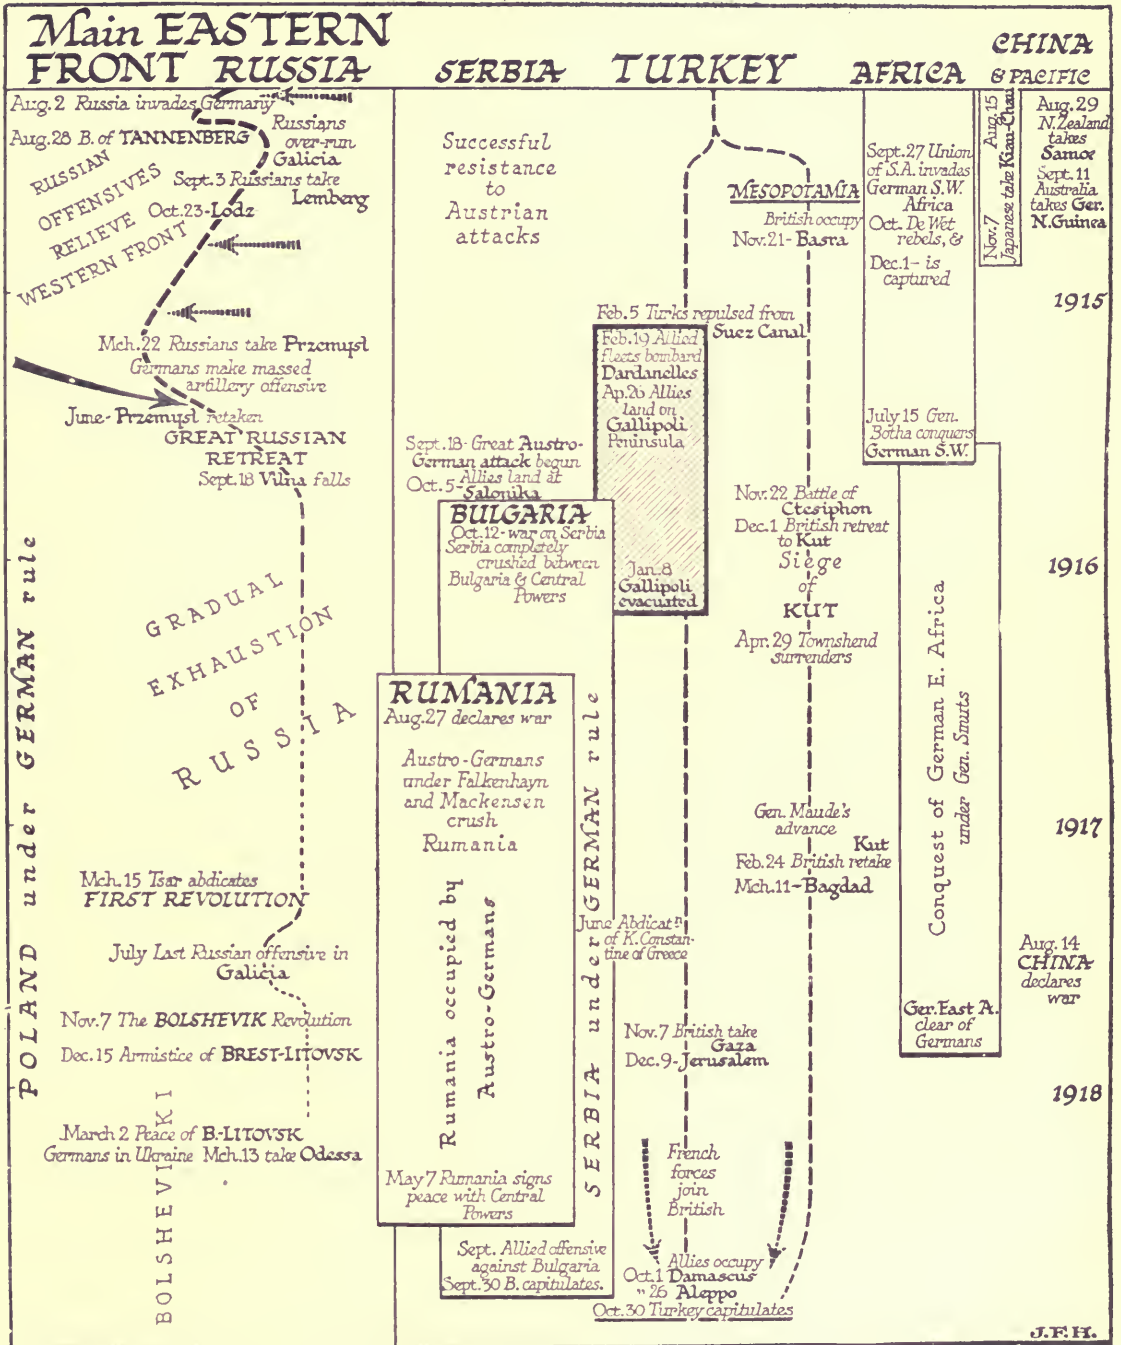 Main EASTERN
FRONT RUSSIA
SERBIA
TURKEY
AFRICA
CHINA
& PACIFIC
Aug. 2 Russia invades Germany
Aug. 28 B. of TANNENBERG
Russians
over-run
Galicia
RUSSIAN
OFFENSIVES
RELIEVE
WESTERN FRONT
Sept. 3 Russians take
Lemberg
Oct. 23-Lodz
Mch. 22 Russians take Przemysl
Germans make massed
artillery offensive
June-Przemysl retaken
GREAT RUSSIAN
RETREAT
Sept. 18 Vilna falls
POLAND under GERMAN rule
GRADUAL
EXHAUSTION
OF
RUSSIA
Mch. 15 Tsar abdicates
FIRST REVOLUTION
July Last Russian offensive in
Galicia
Nov. 7 The BOLSHEVIK Revolution
Dec. 15 Armistice of BREST-LITOVSK
BOLSHEVIKI
March 2 Peace of B.-LITOVSK
Germans in Ukraine Mch. 13 take Odessa
Successful
resistance
to
Austrian
attacks
Sept. 18-Great Austro-
German attack begun
Oct. 5-Allies land at
Salonika
BULGARIA
Oct. 12-war on Serbia
Serbia completely
crushed between
Bulgaria & Central
Powers
RUMANIA
Aug. 27 declares war
Austro-Germans
under Falkenhayn
and Mackensen
crush
Rumania
Rumania occupied by
Austro-Germans
May 7 Rumania signs
peace with Central
Powers
SERBIA under GERMAN rule
Sept. Allied offensive
against Bulgaria
Sept. 30 B. capitulates.
MESOPOTAMIA
British occupy
Nov. 21-Basra
Feb. 5 Turks repulsed from
Suez Canal
Feb. 19 Allied
fleets bombard
Dardanelles
Ap. 26 Allies
land on
Gallipoli
Peninsula
Jan. 8
Gallipoli
evacuated
Nov. 22 Battle of
Ctesiphon
Dec. 1 British retreat
to Kut
Siege
of
KUT
Apr. 29 Townshend
surrenders
Gen. Maude's
advance
Kut
Feb. 24 British retake
Mch. 11-Bagdad
June Abdicatn
of K. Constan-
tine of Greece
Nov. 7 British take
Gaza
Dec. 9-Jerusalem
French
forces
join
British
Allies occupy
Oct. 1 Damascus
" 26 Aleppo
Oct. 30 Turkey capitulates
Sept. 27 Union
of S.A. invades
German S.W.
Africa
Oct. De Wet
rebels, &
Dec. 1- is
captured
July 15 Gen.
Botha conquers
German S.W.
Conquest of German E. Africa
under Gen. Smuts
Ger. East A.
clear of
Germans
Nov. 7 Aug. 15
Japanese take Kiau-Chau
Aug. 29
N. Zealand
takes
Samoa
Sept. 11
Australia
takes Ger.
N. Guinea
1915
1916
1917
Aug. 14
CHINA
declares
war
1918
J.F.H.